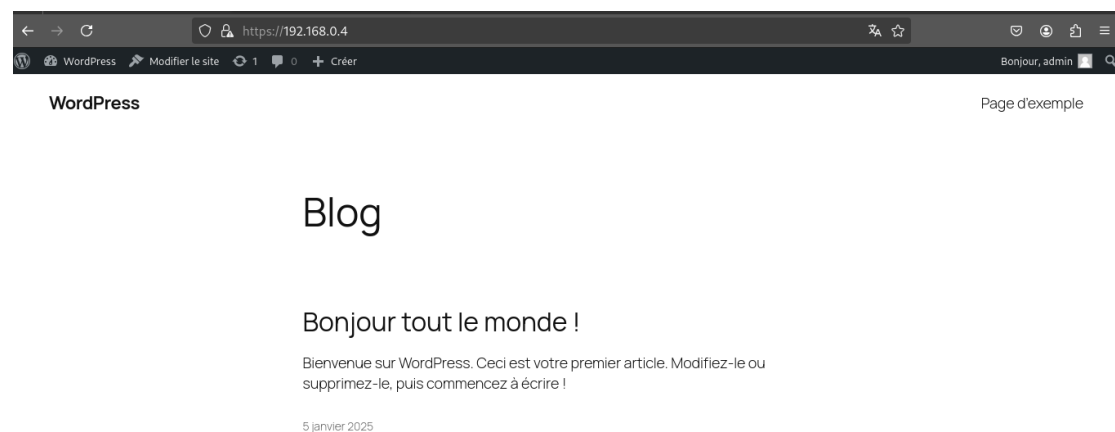 https://192.168.0.4
WordPress Modifier le site 1 0 + Créer Bonjour, admin
WordPress Page d'exemple
Blog
Bonjour tout le monde !
Bienvenue sur WordPress. Ceci est votre premier article. Modifiez-le ou
supprimez-le, puis commencez à écrire !
5 janvier 2025